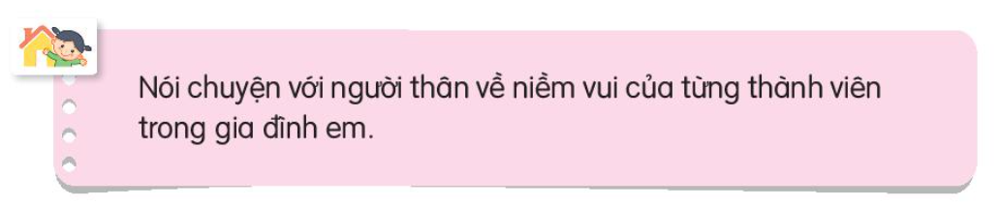 Nói chuyện với người thân về niềm vui của từng thành viên
trong gia đình em.